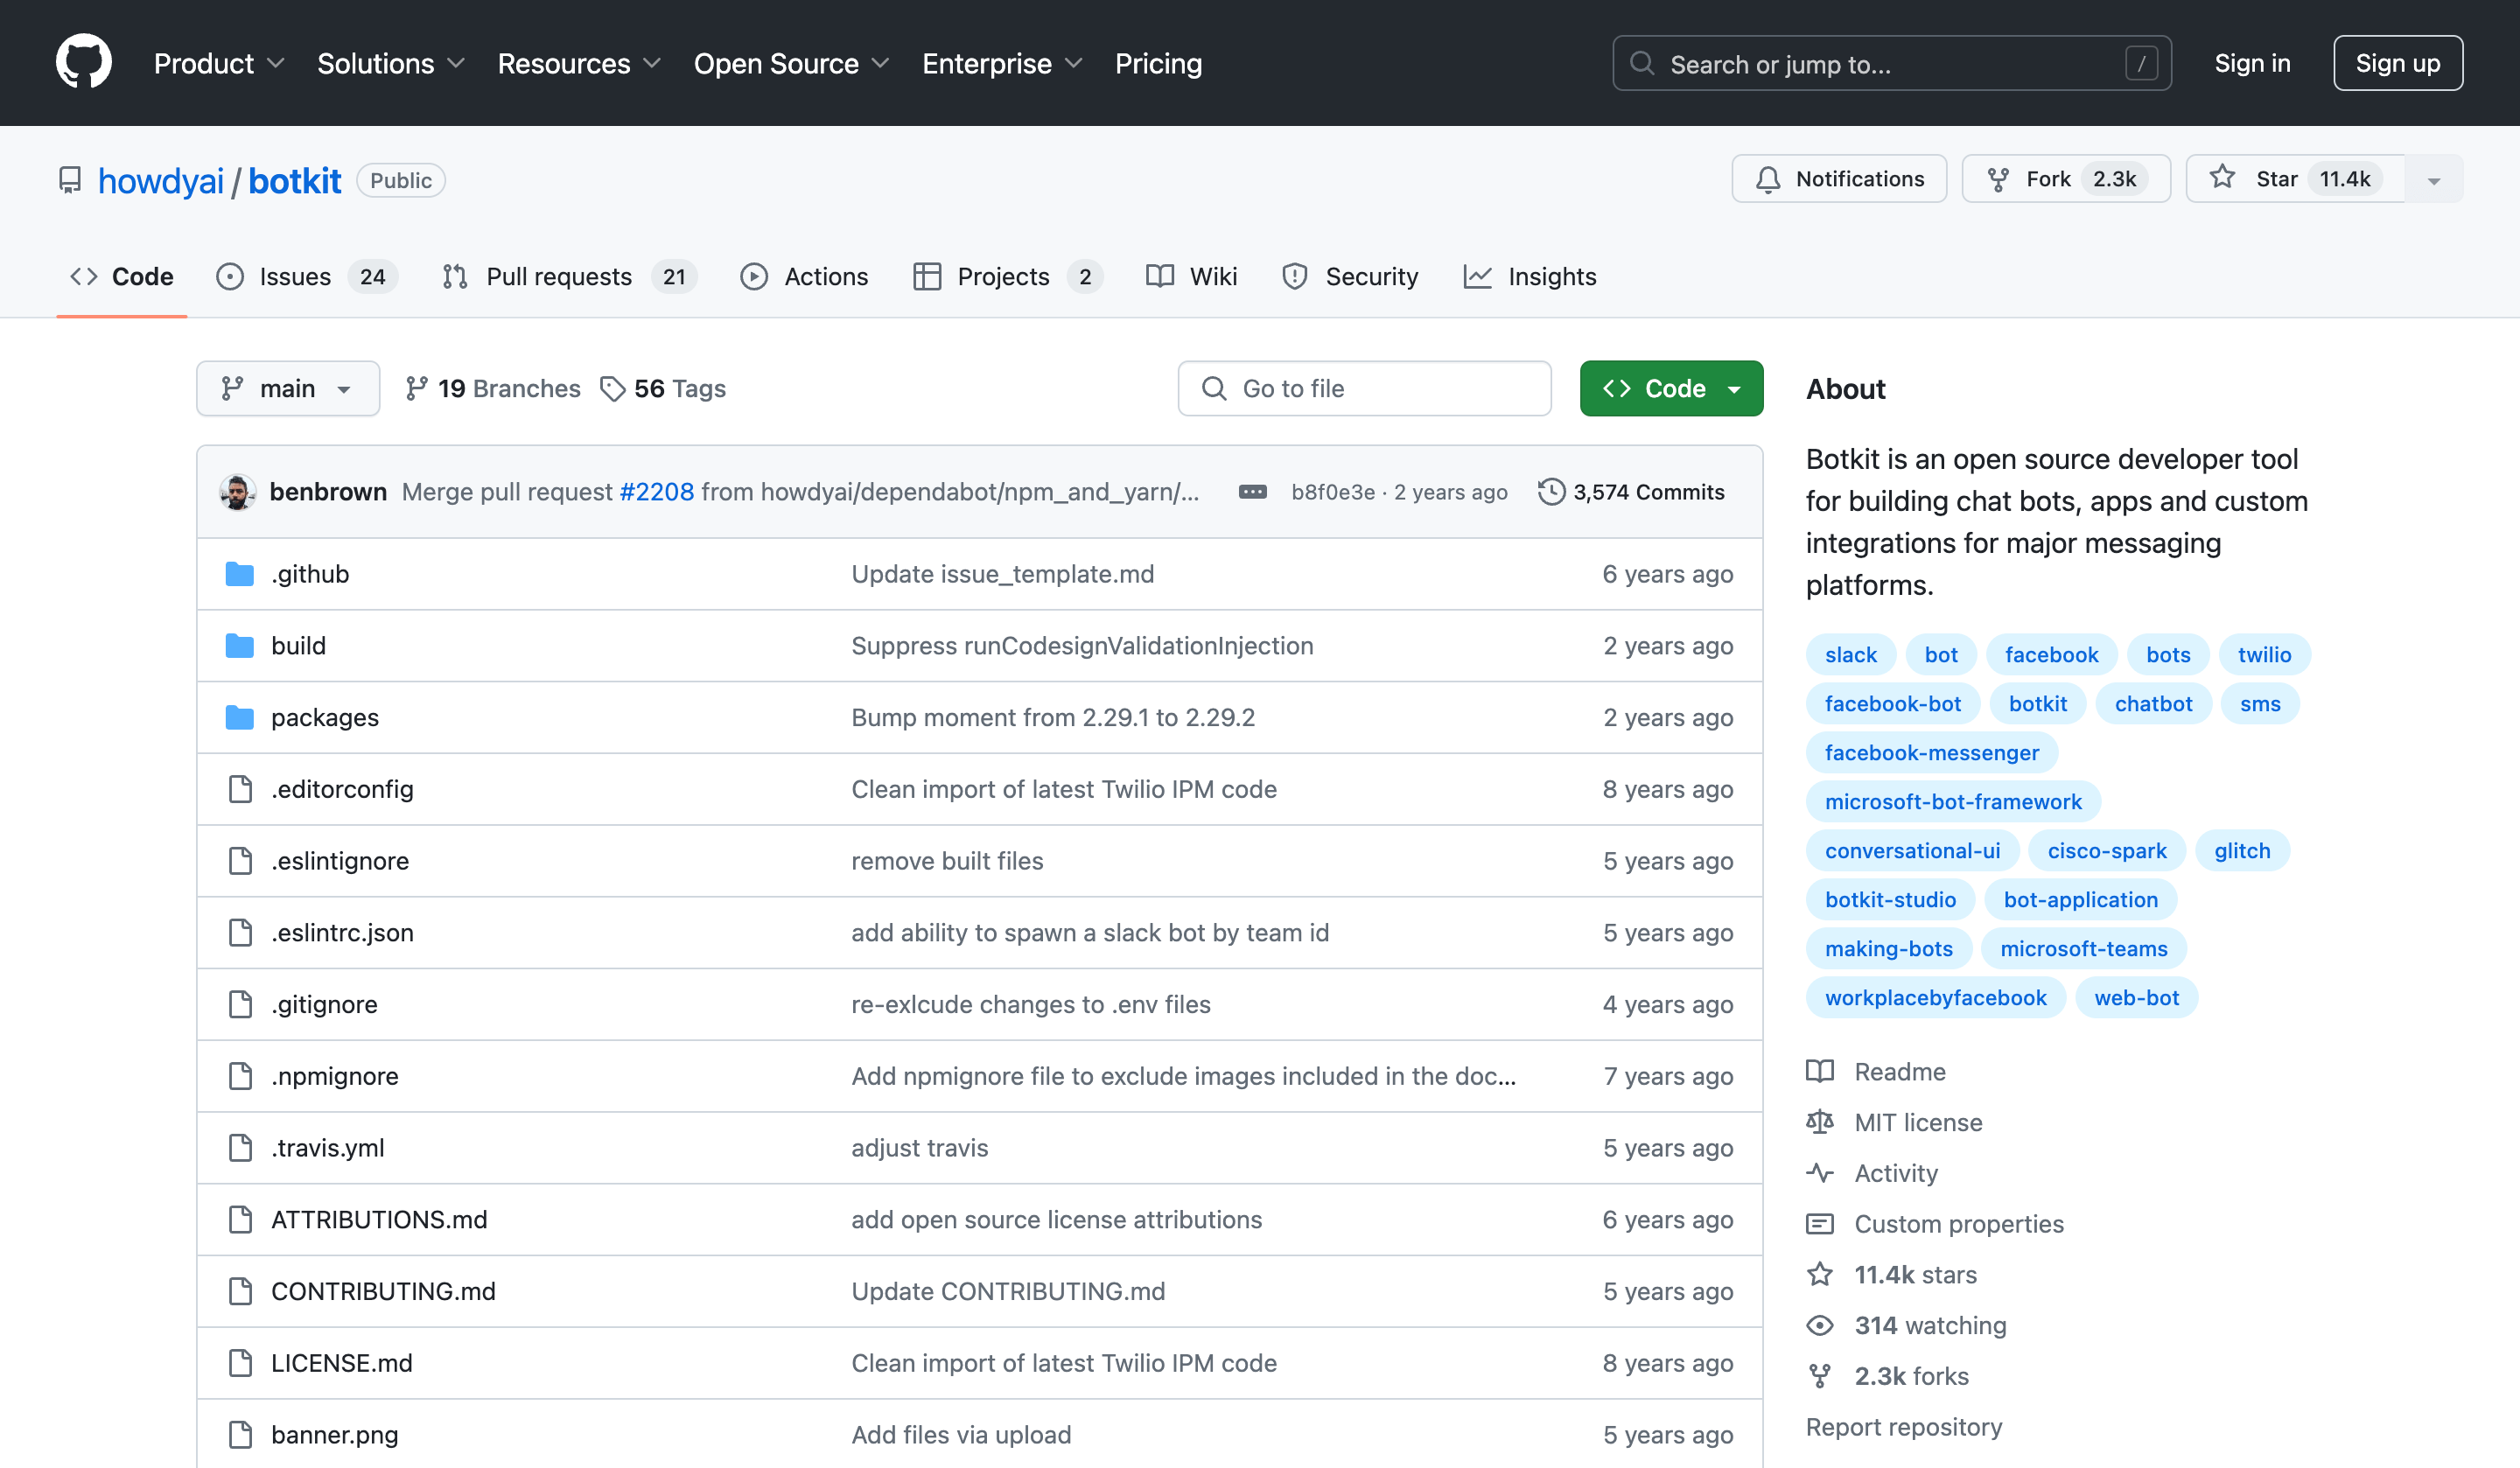 Product Solutions Resources Open Source Enterprise Pricing Search or jump to... / Sign in Sign up
howdyai / botkit Public Notifications Fork 2.3k Star 11.4k
Code Issues 24 Pull requests 21 Actions Projects 2 Wiki Security Insights
main 19 Branches 56 Tags Go to file Code
benbrown Merge pull request #2208 from howdyai/dependabot/npm_and_yarn/... b8f0e3e · 2 years ago 3,574 Commits
.github Update issue_template.md 6 years ago
build Suppress runCodesignValidationInjection 2 years ago
packages Bump moment from 2.29.1 to 2.29.2 2 years ago
.editorconfig Clean import of latest Twilio IPM code 8 years ago
.eslintignore remove built files 5 years ago
.eslintrc.json add ability to spawn a slack bot by team id 5 years ago
.gitignore re-exlcude changes to .env files 4 years ago
.npmignore Add npmignore file to exclude images included in the doc... 7 years ago
.travis.yml adjust travis 5 years ago
ATTRIBUTIONS.md add open source license attributions 6 years ago
CONTRIBUTING.md Update CONTRIBUTING.md 5 years ago
LICENSE.md Clean import of latest Twilio IPM code 8 years ago
banner.png Add files via upload 5 years ago
About
Botkit is an open source developer tool
for building chat bots, apps and custom
integrations for major messaging
platforms.
slack bot facebook bots twilio
facebook-bot botkit chatbot sms
facebook-messenger
microsoft-bot-framework
conversational-ui cisco-spark glitch
botkit-studio bot-application
making-bots microsoft-teams
workplacebyfacebook web-bot
Readme
MIT license
Activity
Custom properties
11.4k stars
314 watching
2.3k forks
Report repository